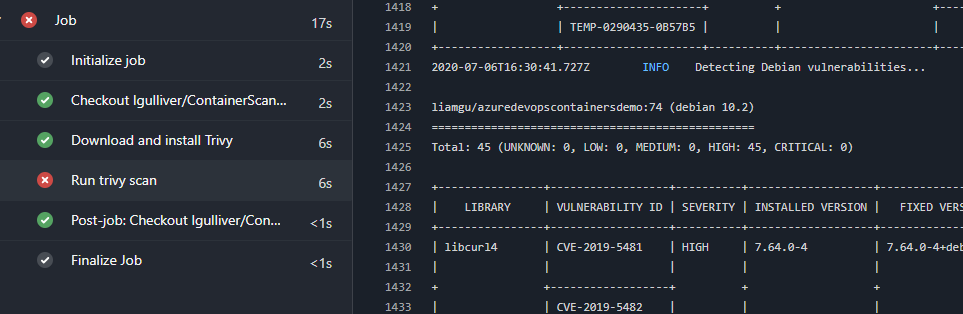 Job 17s
Initialize job 2s
Checkout lgulliver/ContainerScan... 2s
Download and install Trivy 6s
Run trivy scan 6s
Post-job: Checkout lgulliver/Con... <1s
Finalize Job <1s
1418 + +---------------------+ + +----
1419 | | TEMP-0290435-0B57B5 | | |
1420 +----------------+---------------------+----------+-----------------------+----
1421 2020-07-06T16:30:41.727Z INFO Detecting Debian vulnerabilities...
1422
1423 liamgu/azuredevopscontainersdemo:74 (debian 10.2)
1424 =================================================
1425 Total: 45 (UNKNOWN: 0, LOW: 0, MEDIUM: 0, HIGH: 45, CRITICAL: 0)
1426
1427 +----------------+------------------+----------+-------------------+-------------
1428 | LIBRARY | VULNERABILITY ID | SEVERITY | INSTALLED VERSION | FIXED VERS
1429 +----------------+------------------+----------+-------------------+-------------
1430 | libcurl4 | CVE-2019-5481 | HIGH | 7.64.0-4 | 7.64.0-4+deb
1431 | | | | |
1432 + +------------------+ + +
1433 | | CVE-2019-5482 | | |